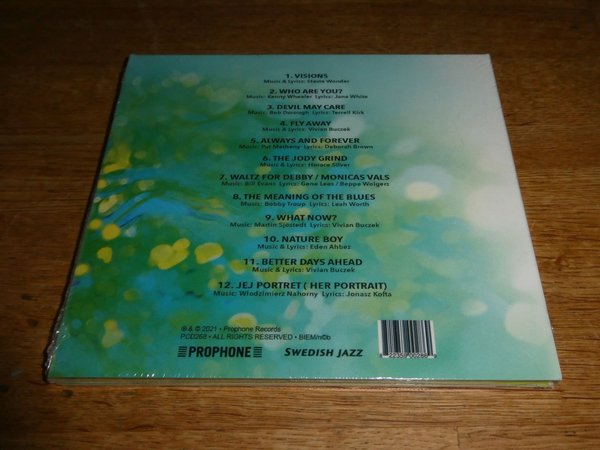 1. VISIONS
Music & Lyrics: Stevie Wonder
2. WHO ARE YOU?
Music: Kenny Wheeler Lyrics: Jane White
3. DEVIL MAY CARE
Music: Bob Dorough Lyrics: Terrell Kirk
4. FLY AWAY
Music & Lyrics: Vivian Buczek
5. ALWAYS AND FOREVER
Music: Pat Metheny Lyrics: Deborah Brown
6. THE JODY GRIND
Music & Lyrics: Horace Silver
7. WALTZ FOR DEBBY / MONICAS VALS
Music: Bill Evans Lyrics: Gene Lees / Beppe Wolgers
8. THE MEANING OF THE BLUES
Music: Bobby Troup Lyrics: Leah Worth
9. WHAT NOW?
Music: Martin Sjöstedt Lyrics: Vivian Buczek
10. NATURE BOY
Music & Lyrics: Eden Ahbez
11. BETTER DAYS AHEAD
Music & Lyrics: Vivian Buczek
12. JEJ PORTRET ( HER PORTRAIT)
Music: Wlodzimierz Nahorny Lyrics: Jonasz Kofta
℗ & © 2021 • Prophone Records
PCD268 • ALL RIGHTS RESERVED • BIEM/n©b
PROPHONE SWEDISH JAZZ